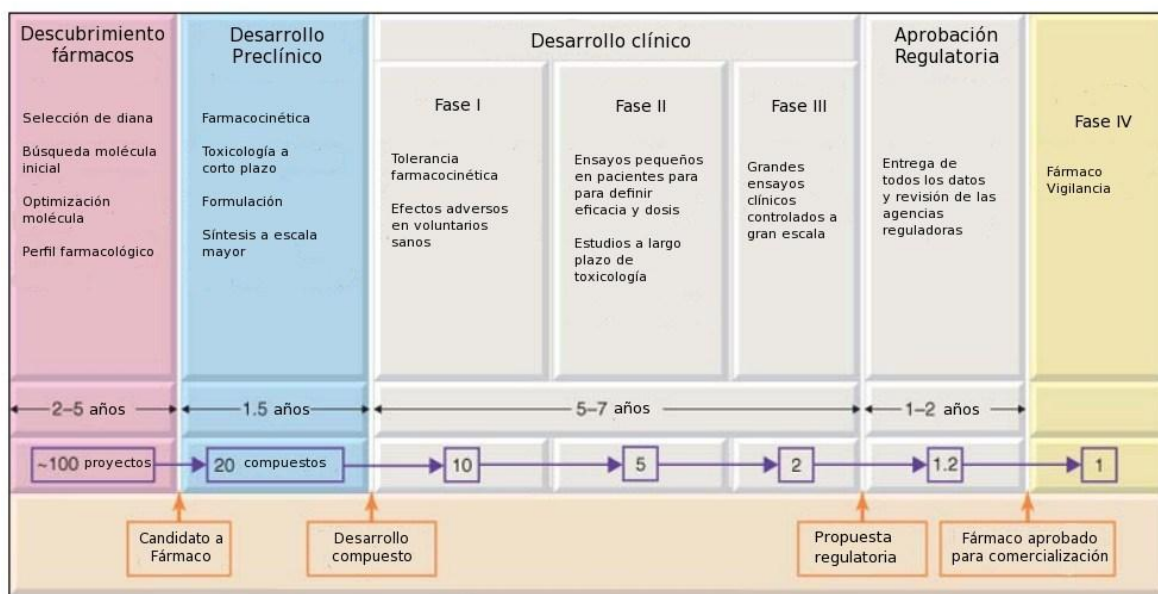 Descubrimiento
fármacos
Selección de diana
Búsqueda molécula
inicial
Optimización
molécula
Perfil farmacológico
Desarrollo
Preclínico
Farmacocinética
Toxicología a
corto plazo
Formulación
Síntesis a escala
mayor
Desarrollo clínico
Fase I
Tolerancia
farmacocinética
Efectos adversos
en voluntarios
sanos
Fase II
Ensayos pequeños
en pacientes para
para definir
eficacia y dosis
Estudios a largo
plazo de
toxicología
Fase III
Grandes
ensayos
clínicos
controlados a
gran escala
Aprobación
Regulatoria
Entrega de
todos los datos
y revisión de las
agencias
reguladoras
Fase IV
Fármaco
Vigilancia
2–5 años
1.5 años
5–7 años
1–2 años
~100 proyectos
20 compuestos
10
5
2
1.2
1
Candidato a
Fármaco
Desarrollo
compuesto
Propuesta
regulatoria
Fármaco aprobado
para comercialización